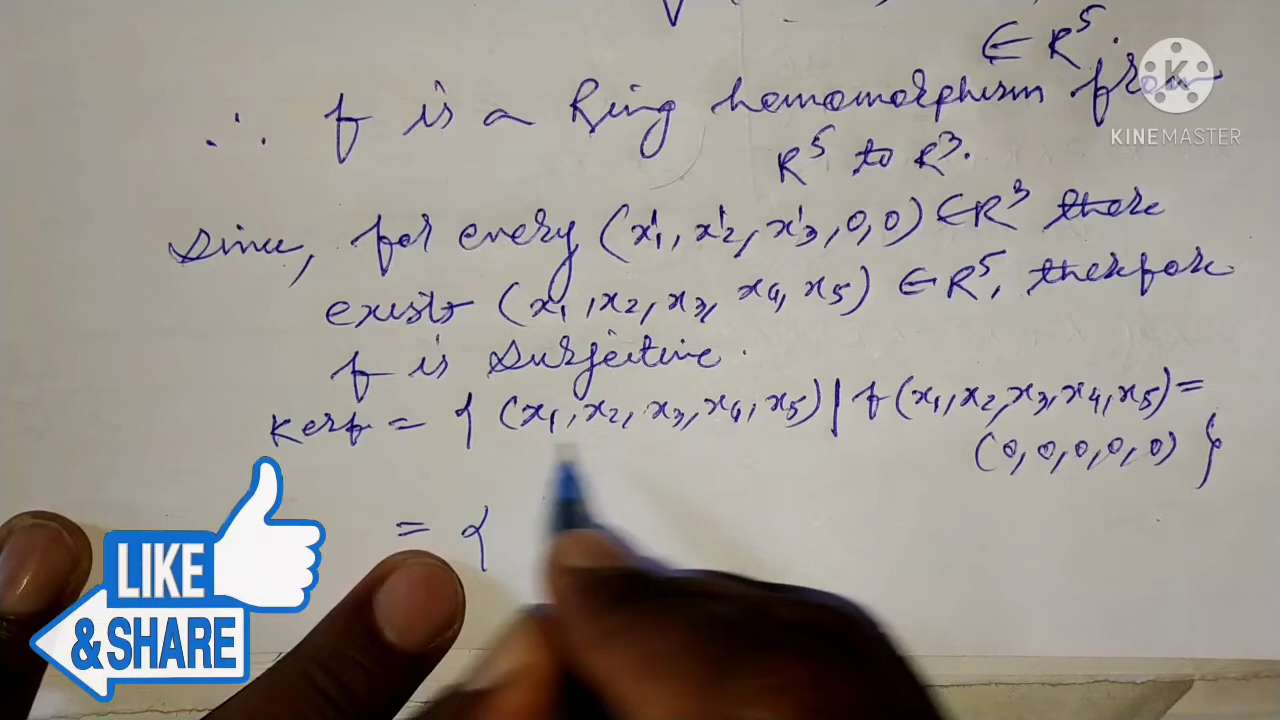 ∈ R⁵.
∴ f is a Ring homomorphism from
R⁵ to R³.
Since, for every (x'₁, x'₂, x'₃, 0, 0) ∈ R³ there
exists (x₁, x₂, x₃, x₄, x₅) ∈ R⁵, therefore
f is surjective.
Kerf = { (x₁, x₂, x₃, x₄, x₅) | f(x₁, x₂, x₃, x₄, x₅) =
(0, 0, 0, 0, 0) }
= {
K
KINEMASTER
LIKE
&SHARE